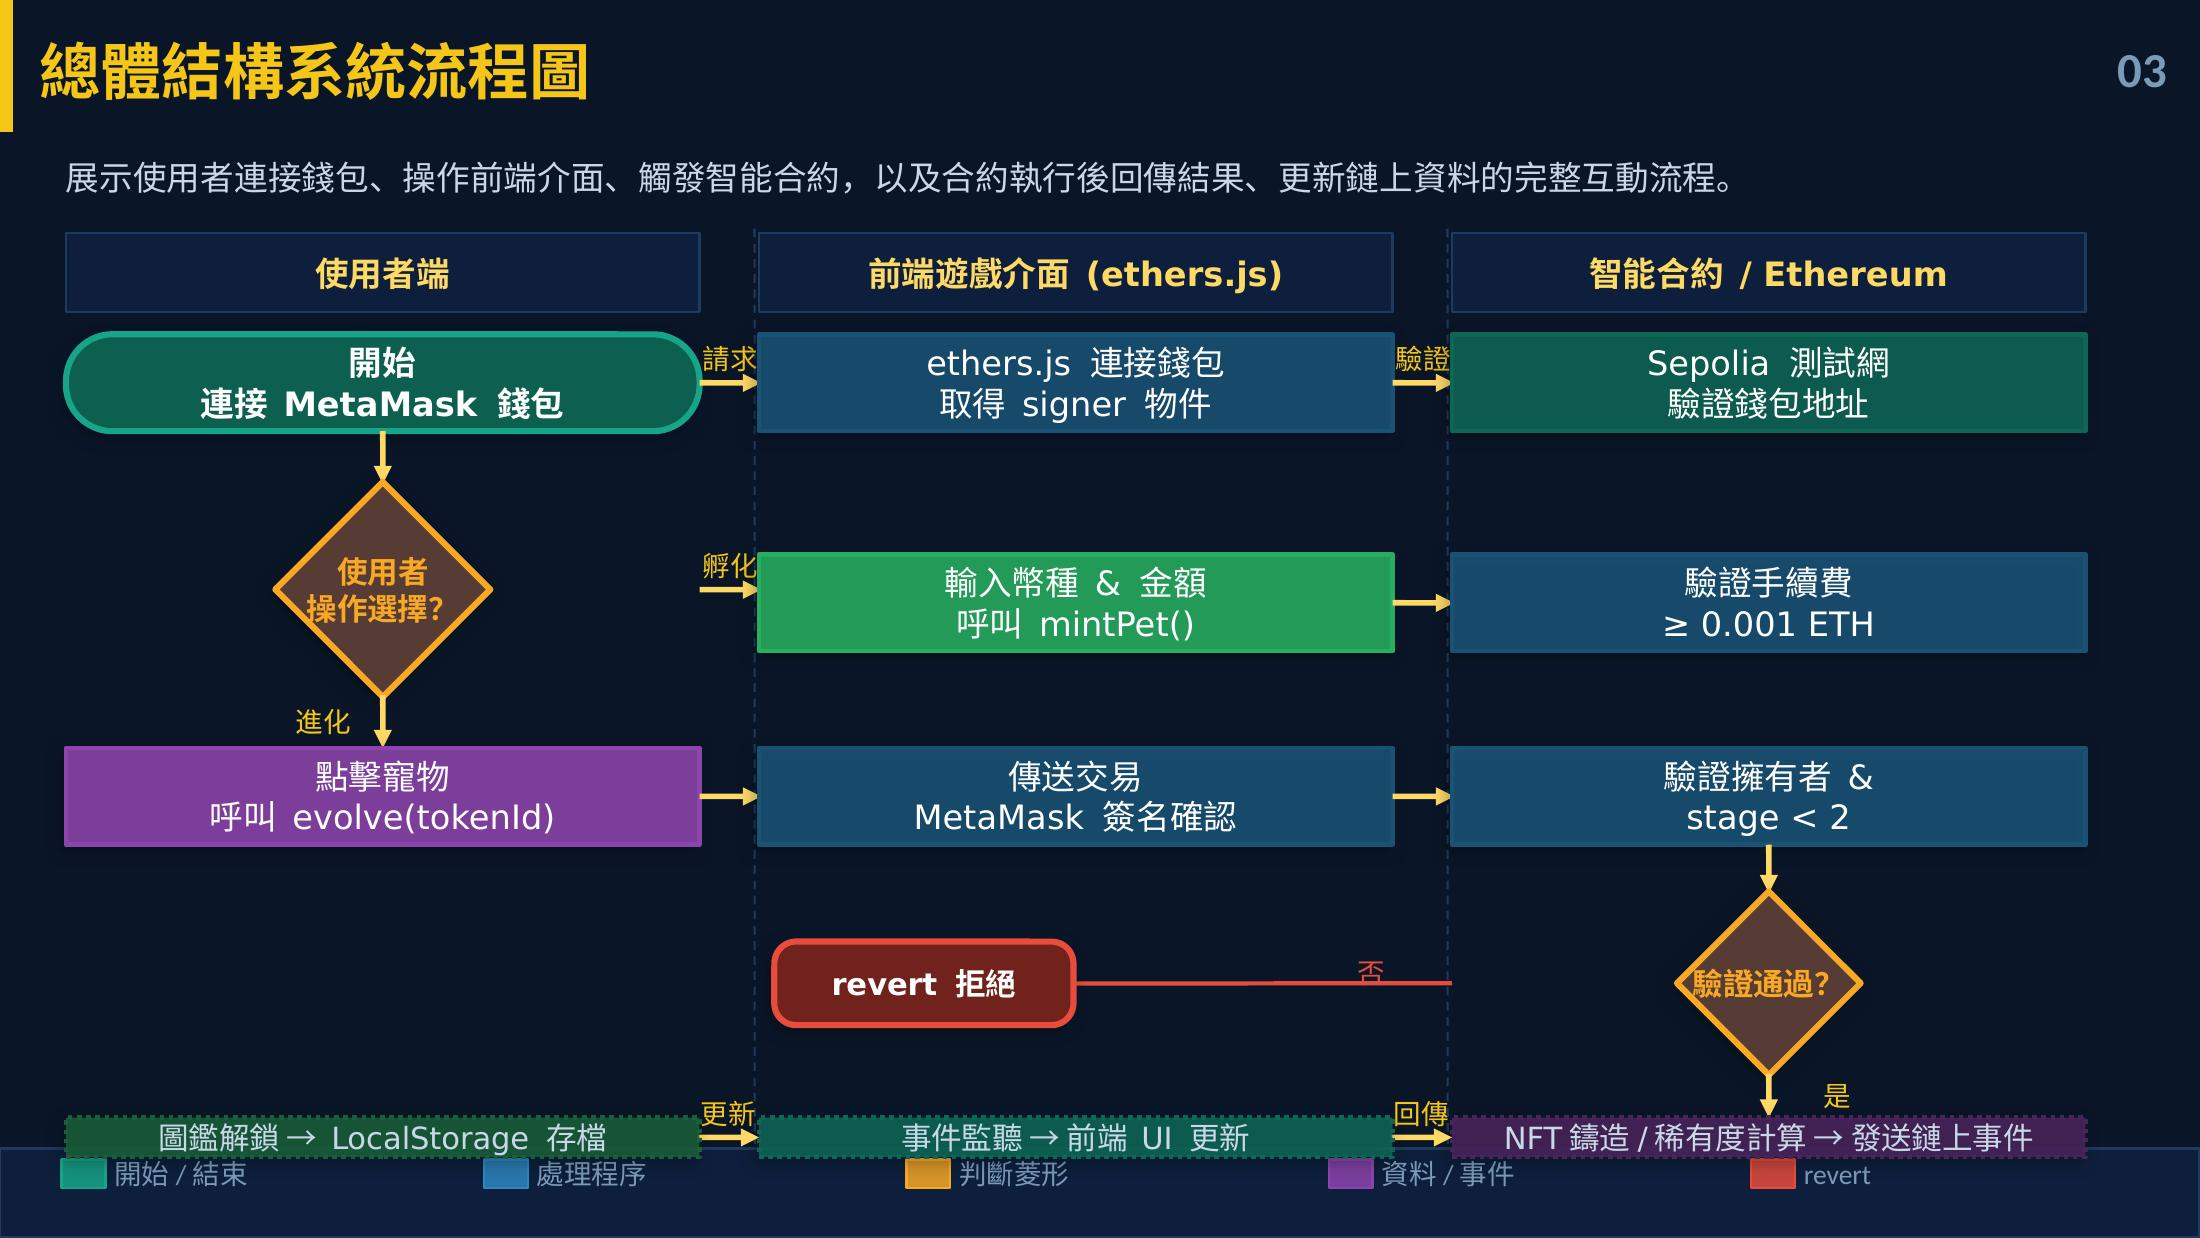 總體結構系統流程圖
03
展示使用者連接錢包、操作前端介面、觸發智能合約，以及合約執行後回傳結果、更新鏈上資料的完整互動流程。
使用者端
前端遊戲介面 (ethers.js)
智能合約 / Ethereum
開始
連接 MetaMask 錢包
請求
ethers.js 連接錢包
取得 signer 物件
驗證
Sepolia 測試網
驗證錢包地址
使用者
操作選擇?
孵化
輸入幣種 & 金額
呼叫 mintPet()
驗證手續費
≥ 0.001 ETH
進化
點擊寵物
呼叫 evolve(tokenId)
傳送交易
MetaMask 簽名確認
驗證擁有者 &
stage < 2
revert 拒絕
否
驗證通過?
是
圖鑑解鎖→ LocalStorage 存檔
更新
事件監聽→前端 UI 更新
回傳
NFT 鑄造 / 稀有度計算→發送鏈上事件
開始 / 結束
處理程序
判斷菱形
資料 / 事件
revert